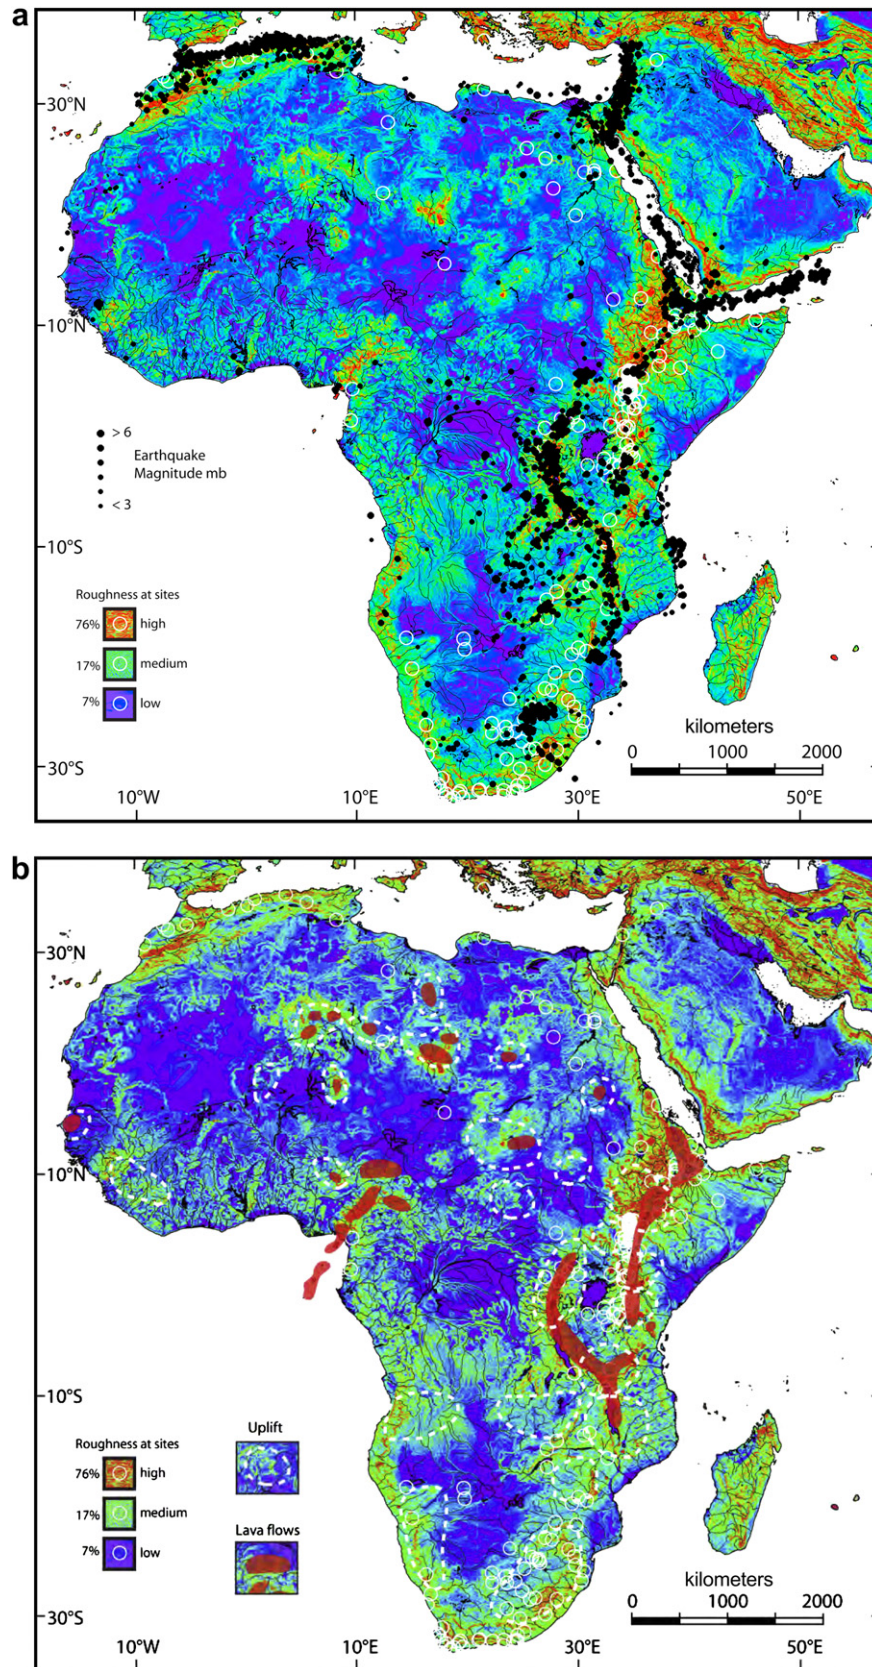 a
30°N
10°N
> 6
Earthquake
Magnitude mb
< 3
10°S
Roughness at sites
76% high
17% medium
7% low
kilometers
0 1000 2000
30°S
10°W 10°E 30°E 50°E
b
30°N
10°N
10°S
Uplift
Roughness at sites
76% high
17% medium
Lava flows
7% low
kilometers
0 1000 2000
30°S
10°W 10°E 30°E 50°E